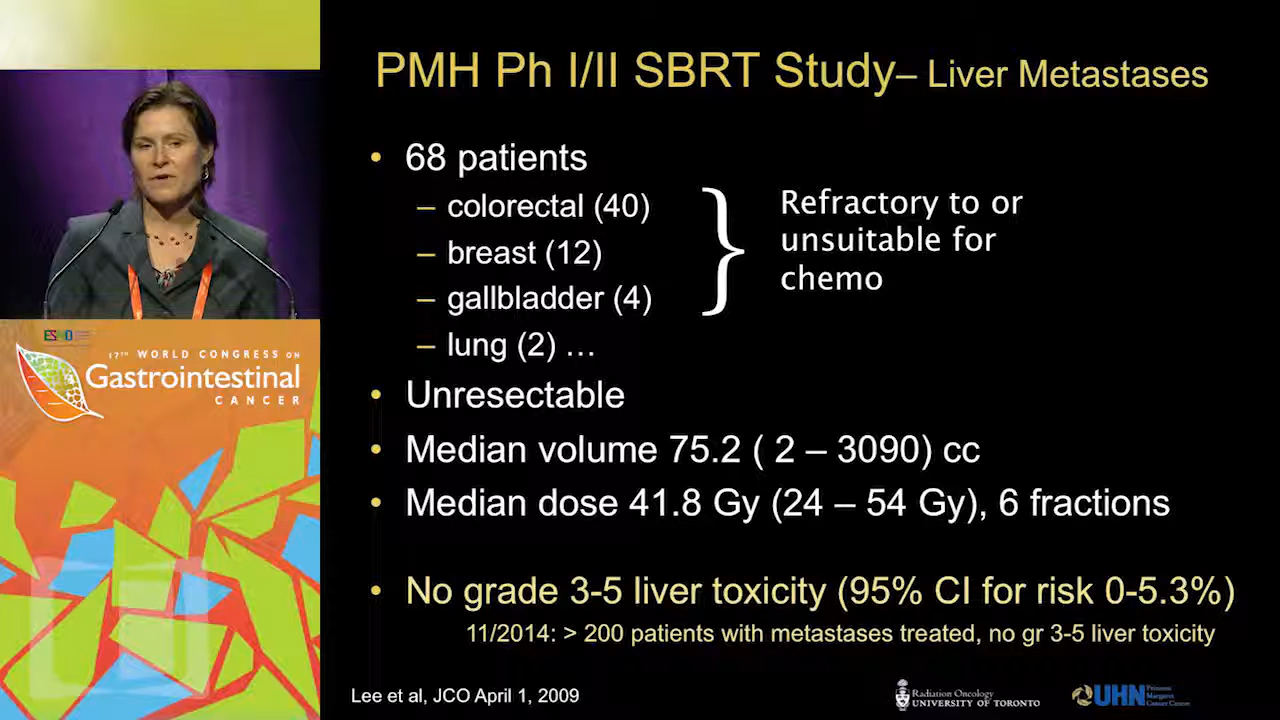 PMH Ph I/II SBRT Study– Liver Metastases
• 68 patients
– colorectal (40)
– breast (12)
– gallbladder (4)
– lung (2) …
Refractory to or
unsuitable for
chemo
• Unresectable
• Median volume 75.2 ( 2 – 3090) cc
• Median dose 41.8 Gy (24 – 54 Gy), 6 fractions
• No grade 3-5 liver toxicity (95% CI for risk 0-5.3%)
11/2014: > 200 patients with metastases treated, no gr 3-5 liver toxicity
Lee et al, JCO April 1, 2009
Radiation Oncology
UNIVERSITY OF TORONTO
UHN
Princess
Margaret
Cancer Centre
17TH WORLD CONGRESS ON
Gastrointestinal
CANCER